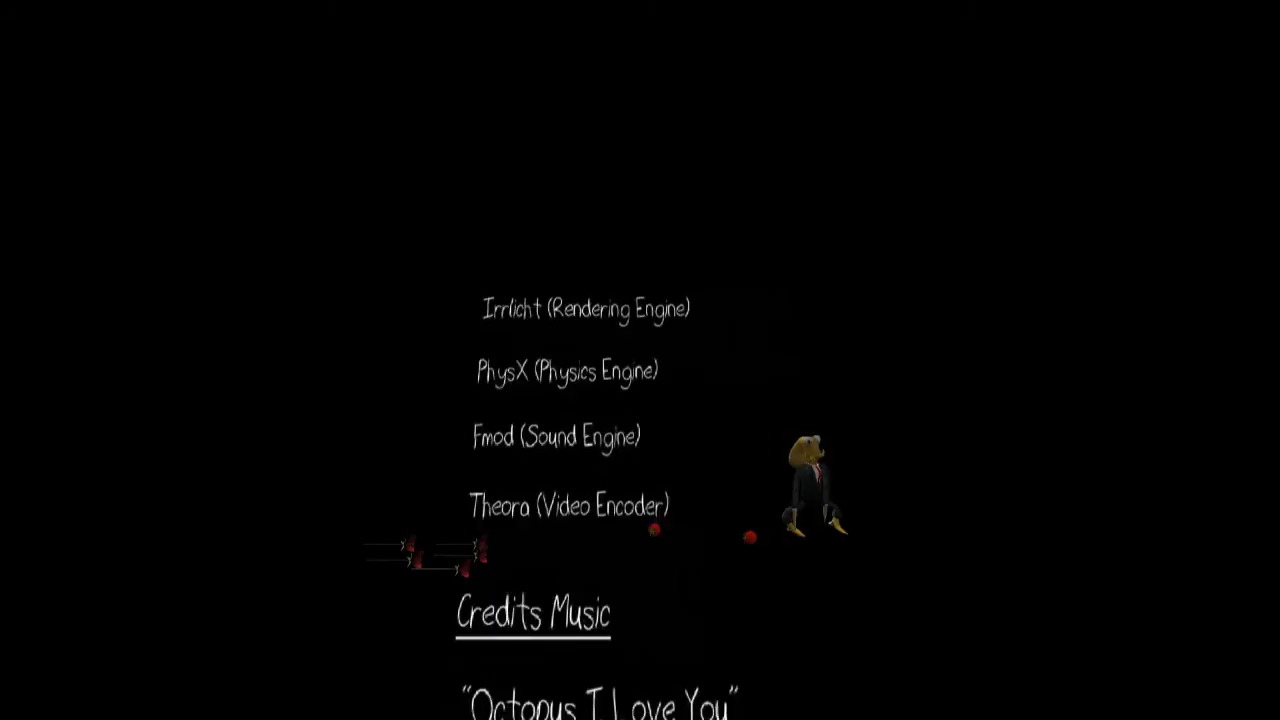 Irrlicht (Rendering Engine)
PhysX (Physics Engine)
Fmod (Sound Engine)
Theora (Video Encoder)
Credits Music
"Octopus I Love You"